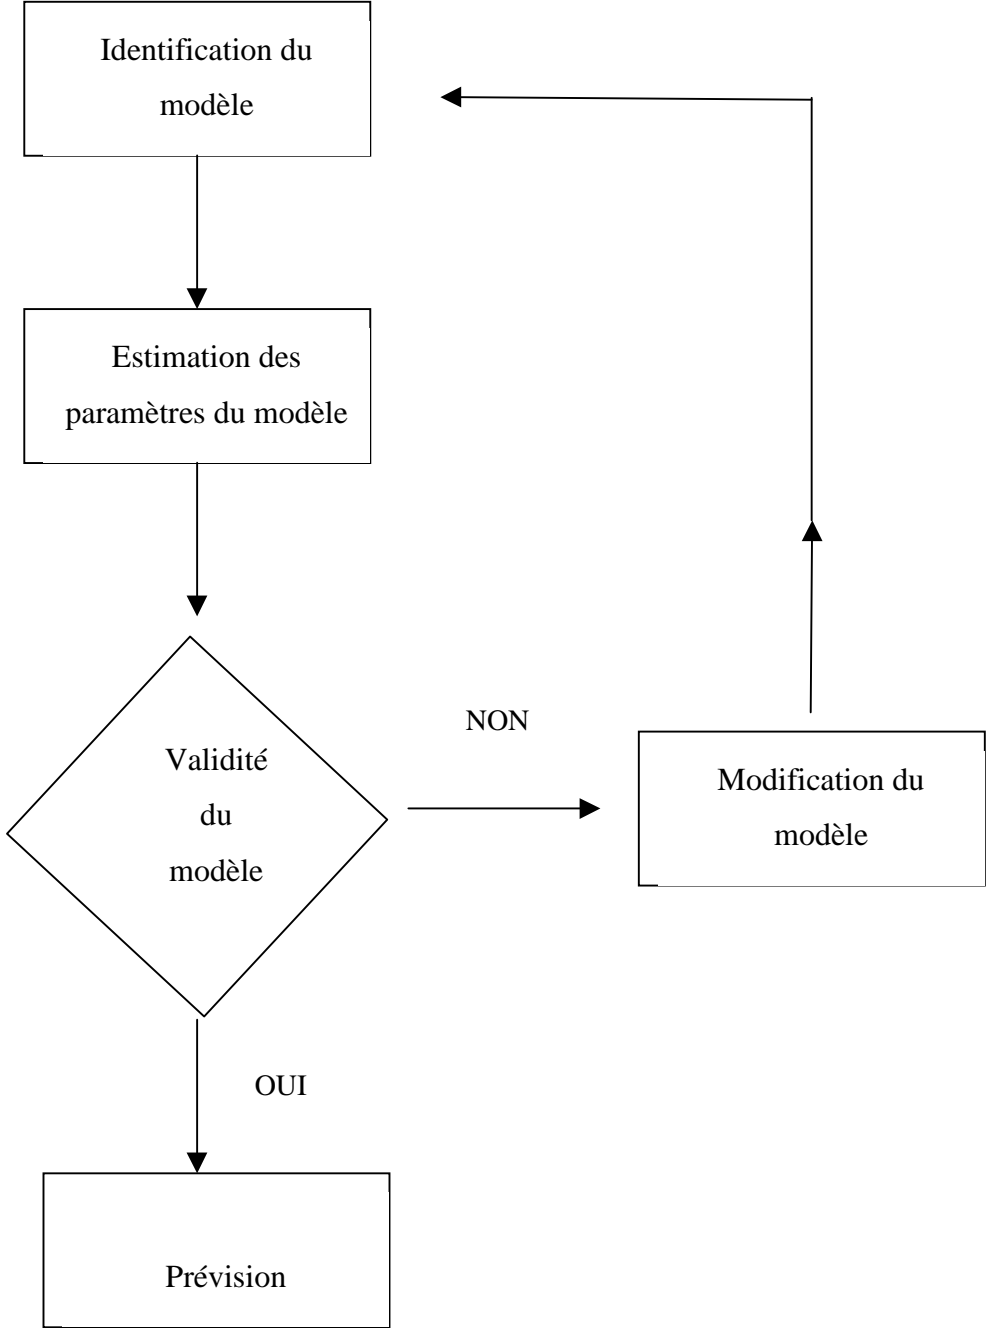 Identification du
modèle
Estimation des
paramètres du modèle
Validité
du
modèle
NON
Modification du
modèle
OUI
Prévision